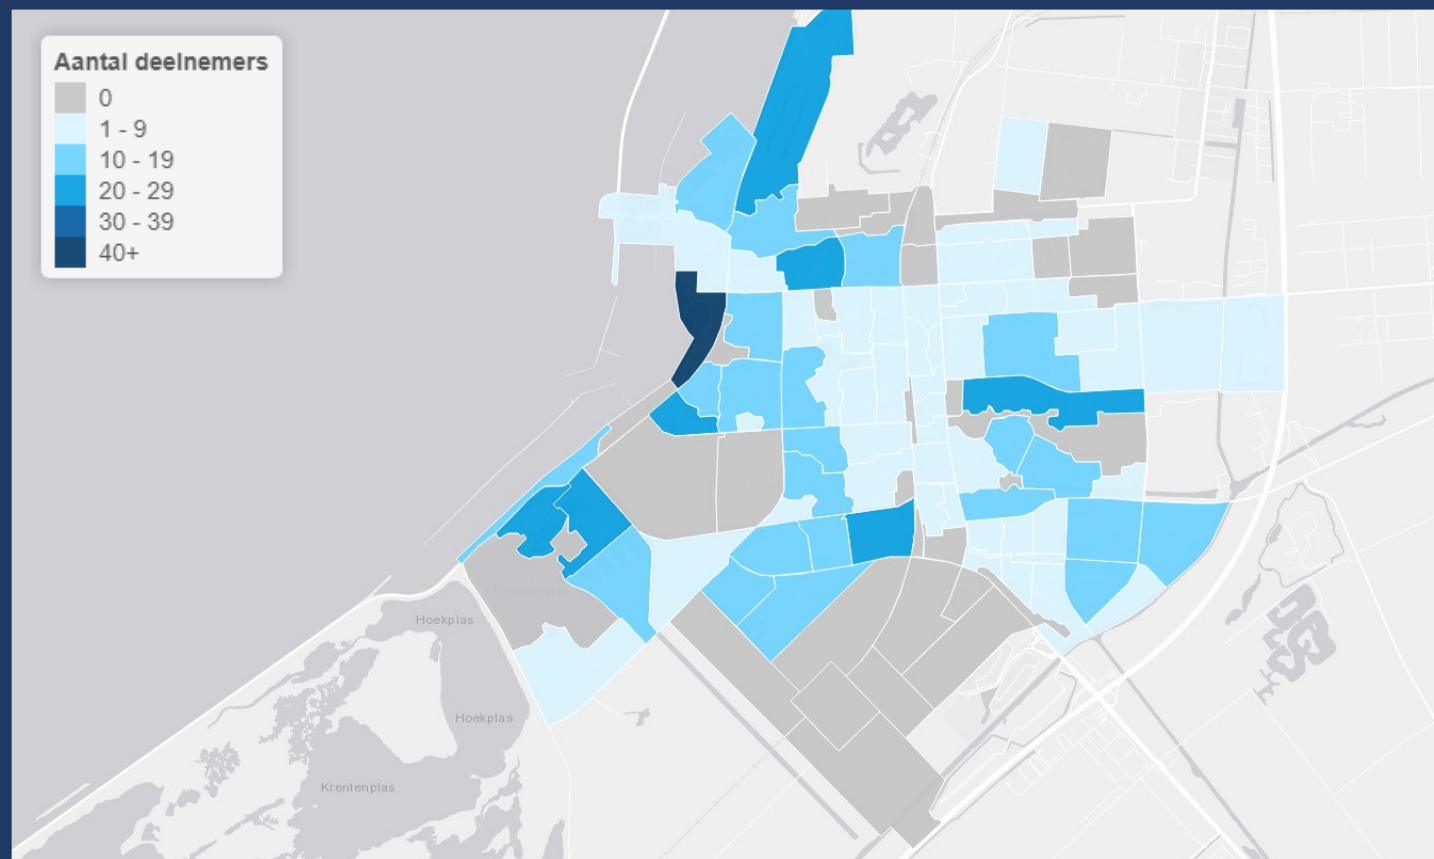 Aantal deelnemers
0
1 - 9
10 - 19
20 - 29
30 - 39
40+
Hoekplas
Hoekplas
Krentenplas